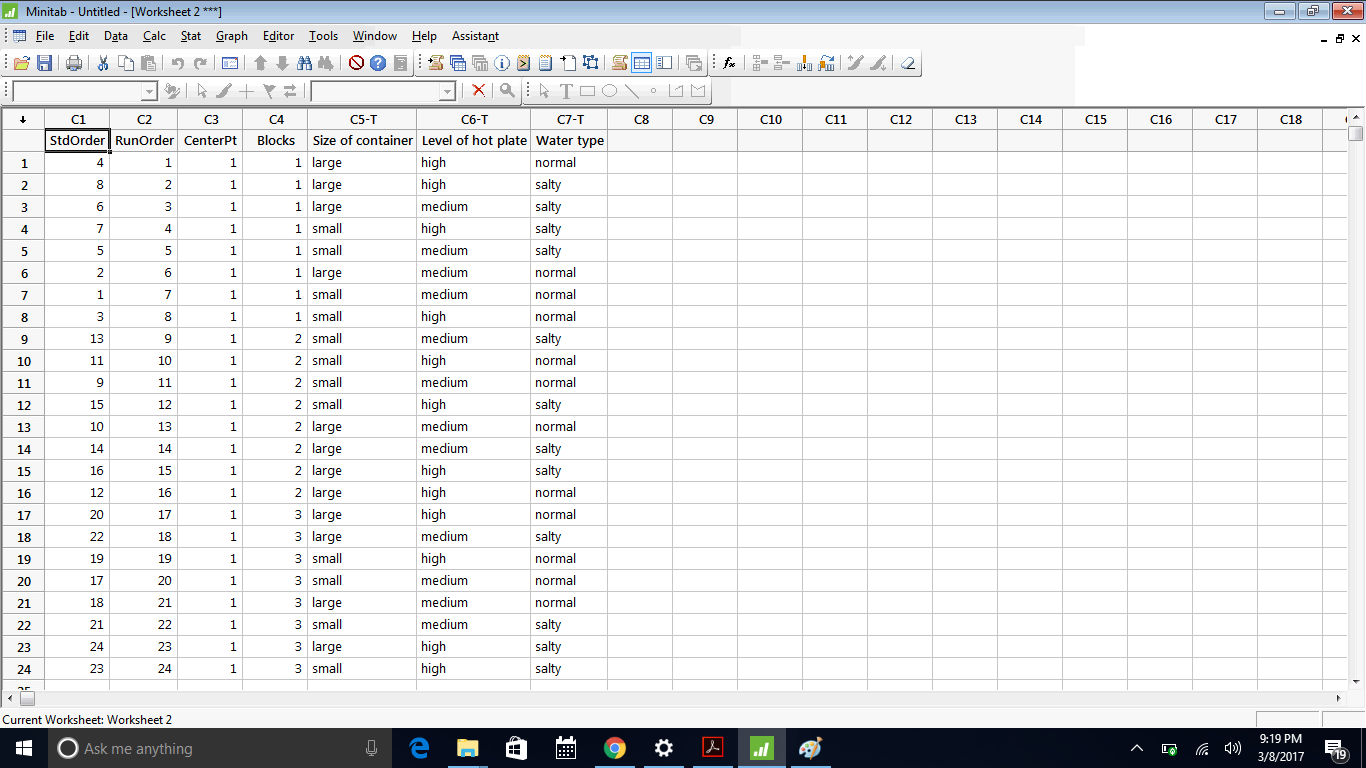 Minitab - Untitled - [Worksheet 2 ***]
File Edit Data Calc Stat Graph Editor Tools Window Help Assistant
C1 C2 C3 C4 C5-T C6-T C7-T C8 C9 C10 C11 C12 C13 C14 C15 C16 C17 C18
StdOrder RunOrder CenterPt Blocks Size of container Level of hot plate Water type
1 4 1 1 1 large high normal
2 8 2 1 1 large high salty
3 6 3 1 1 large medium salty
4 7 4 1 1 small high salty
5 5 5 1 1 small medium salty
6 2 6 1 1 large medium normal
7 1 7 1 1 small medium normal
8 3 8 1 1 small high normal
9 13 9 1 2 small medium salty
10 11 10 1 2 small high normal
11 9 11 1 2 small medium normal
12 15 12 1 2 small high salty
13 10 13 1 2 large medium normal
14 14 14 1 2 large medium salty
15 16 15 1 2 large high salty
16 12 16 1 2 large high normal
17 20 17 1 3 large high normal
18 22 18 1 3 large medium salty
19 19 19 1 3 small high normal
20 17 20 1 3 small medium normal
21 18 21 1 3 large medium normal
22 21 22 1 3 small medium salty
23 24 23 1 3 large high salty
24 23 24 1 3 small high salty
Current Worksheet: Worksheet 2
Ask me anything
9:19 PM
3/8/2017
19